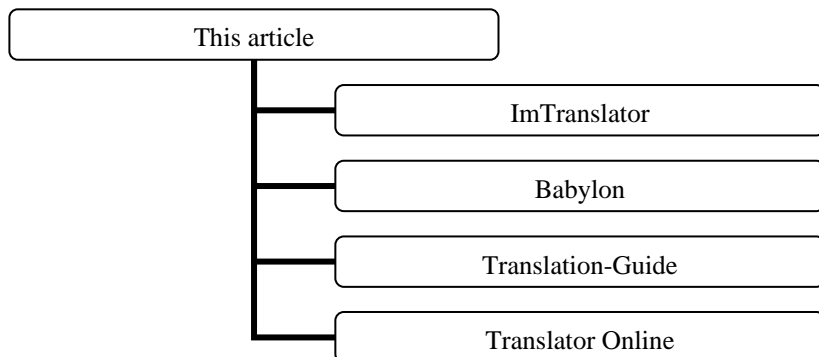 This article
ImTranslator
Babylon
Translation-Guide
Translator Online